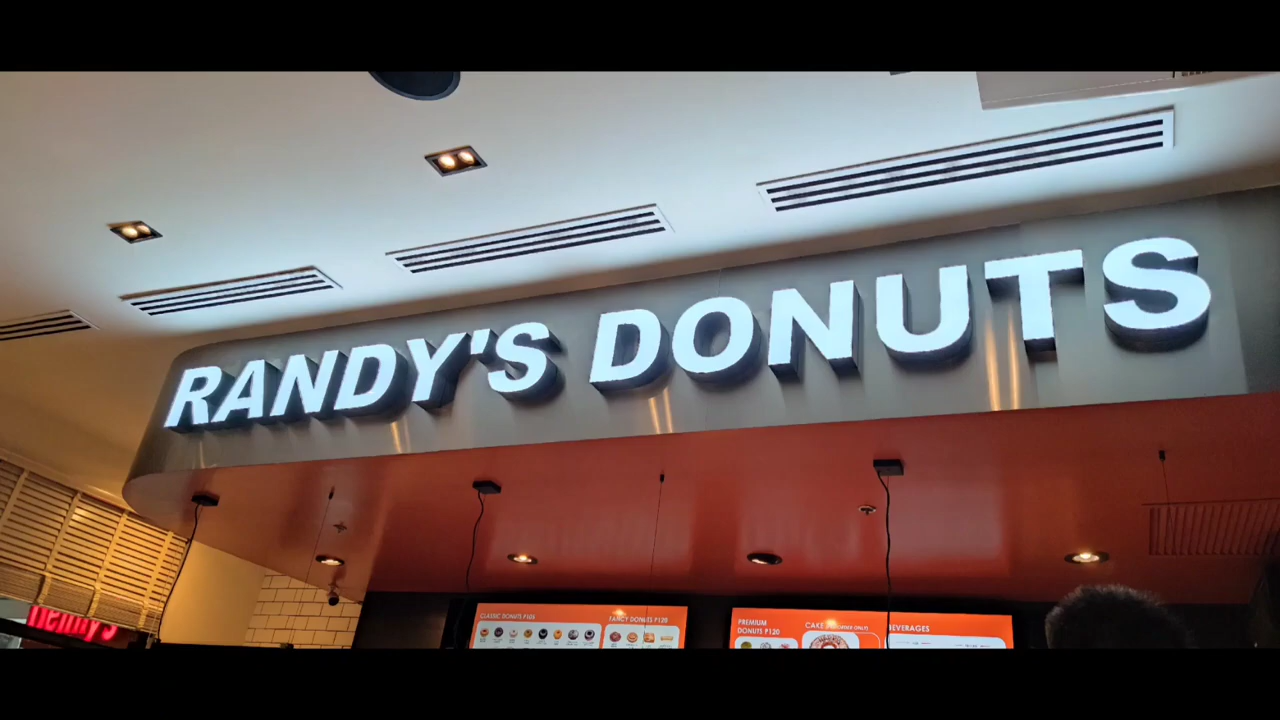 RANDY'S DONUTS
CLASSIC DONUTS P105
FANCY DONUTS P120
PREMIUM
DONUTS P120
CAKE
BEVERAGES